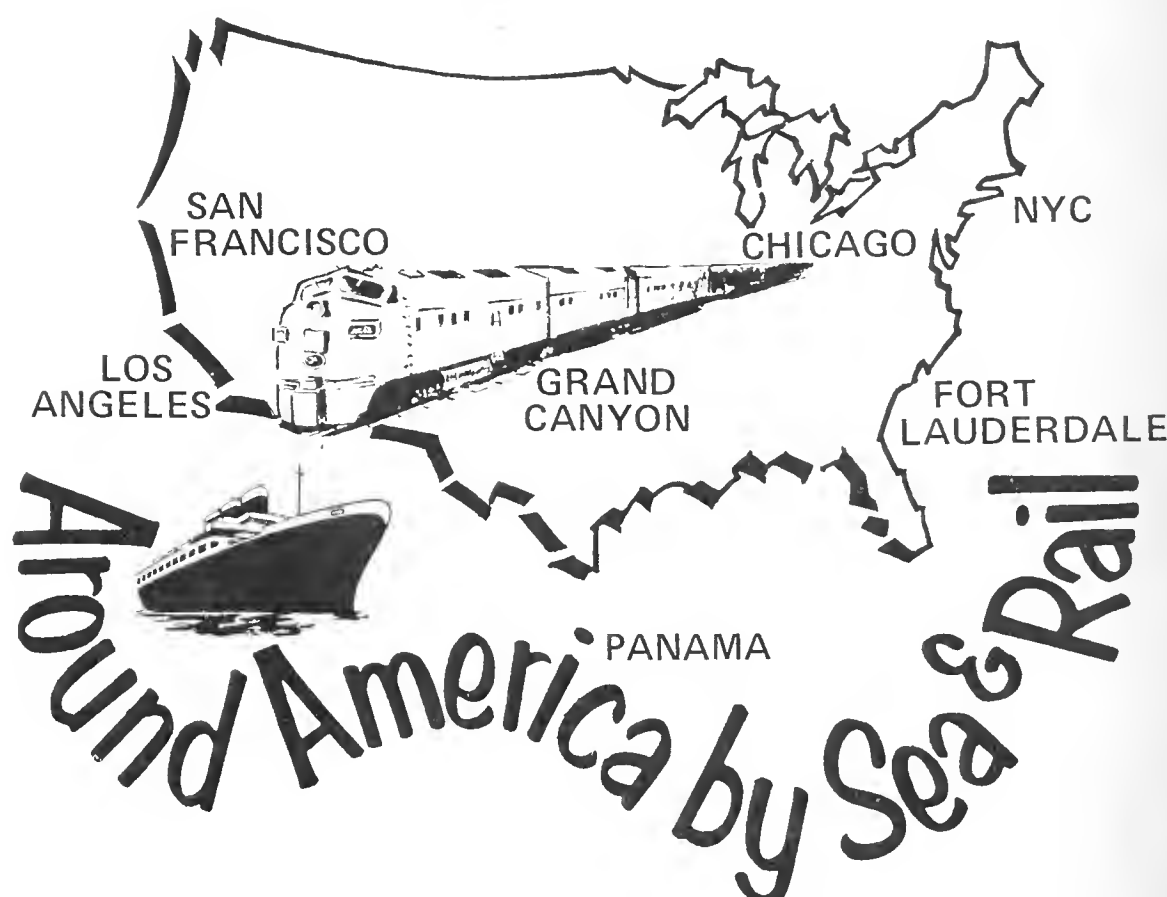 SAN
FRANCISCO
NYC
CHICAGO
LOS
ANGELES
GRAND
CANYON
FORT
LAUDERDALE
PANAMA
Around America by Sea & Rail